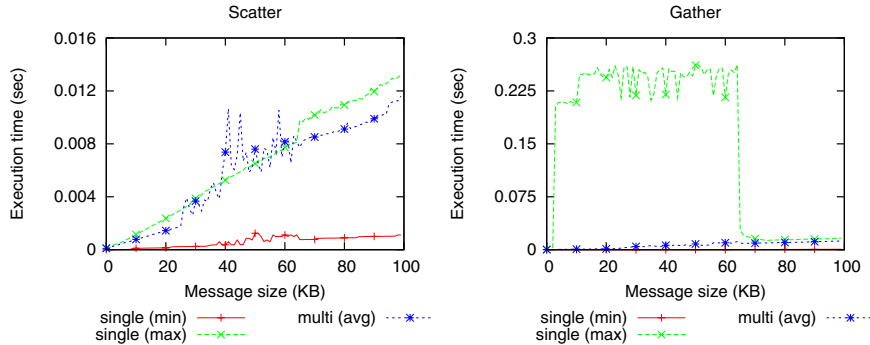 Scatter
0.016
0.012
0.008
0.004
0
Execution time (sec)
0 20 40 60 80 100
Message size (KB)
single (min)
single (max)
multi (avg)
Gather
0.3
0.225
0.15
0.075
0
Execution time (sec)
0 20 40 60 80 100
Message size (KB)
single (min)
single (max)
multi (avg)